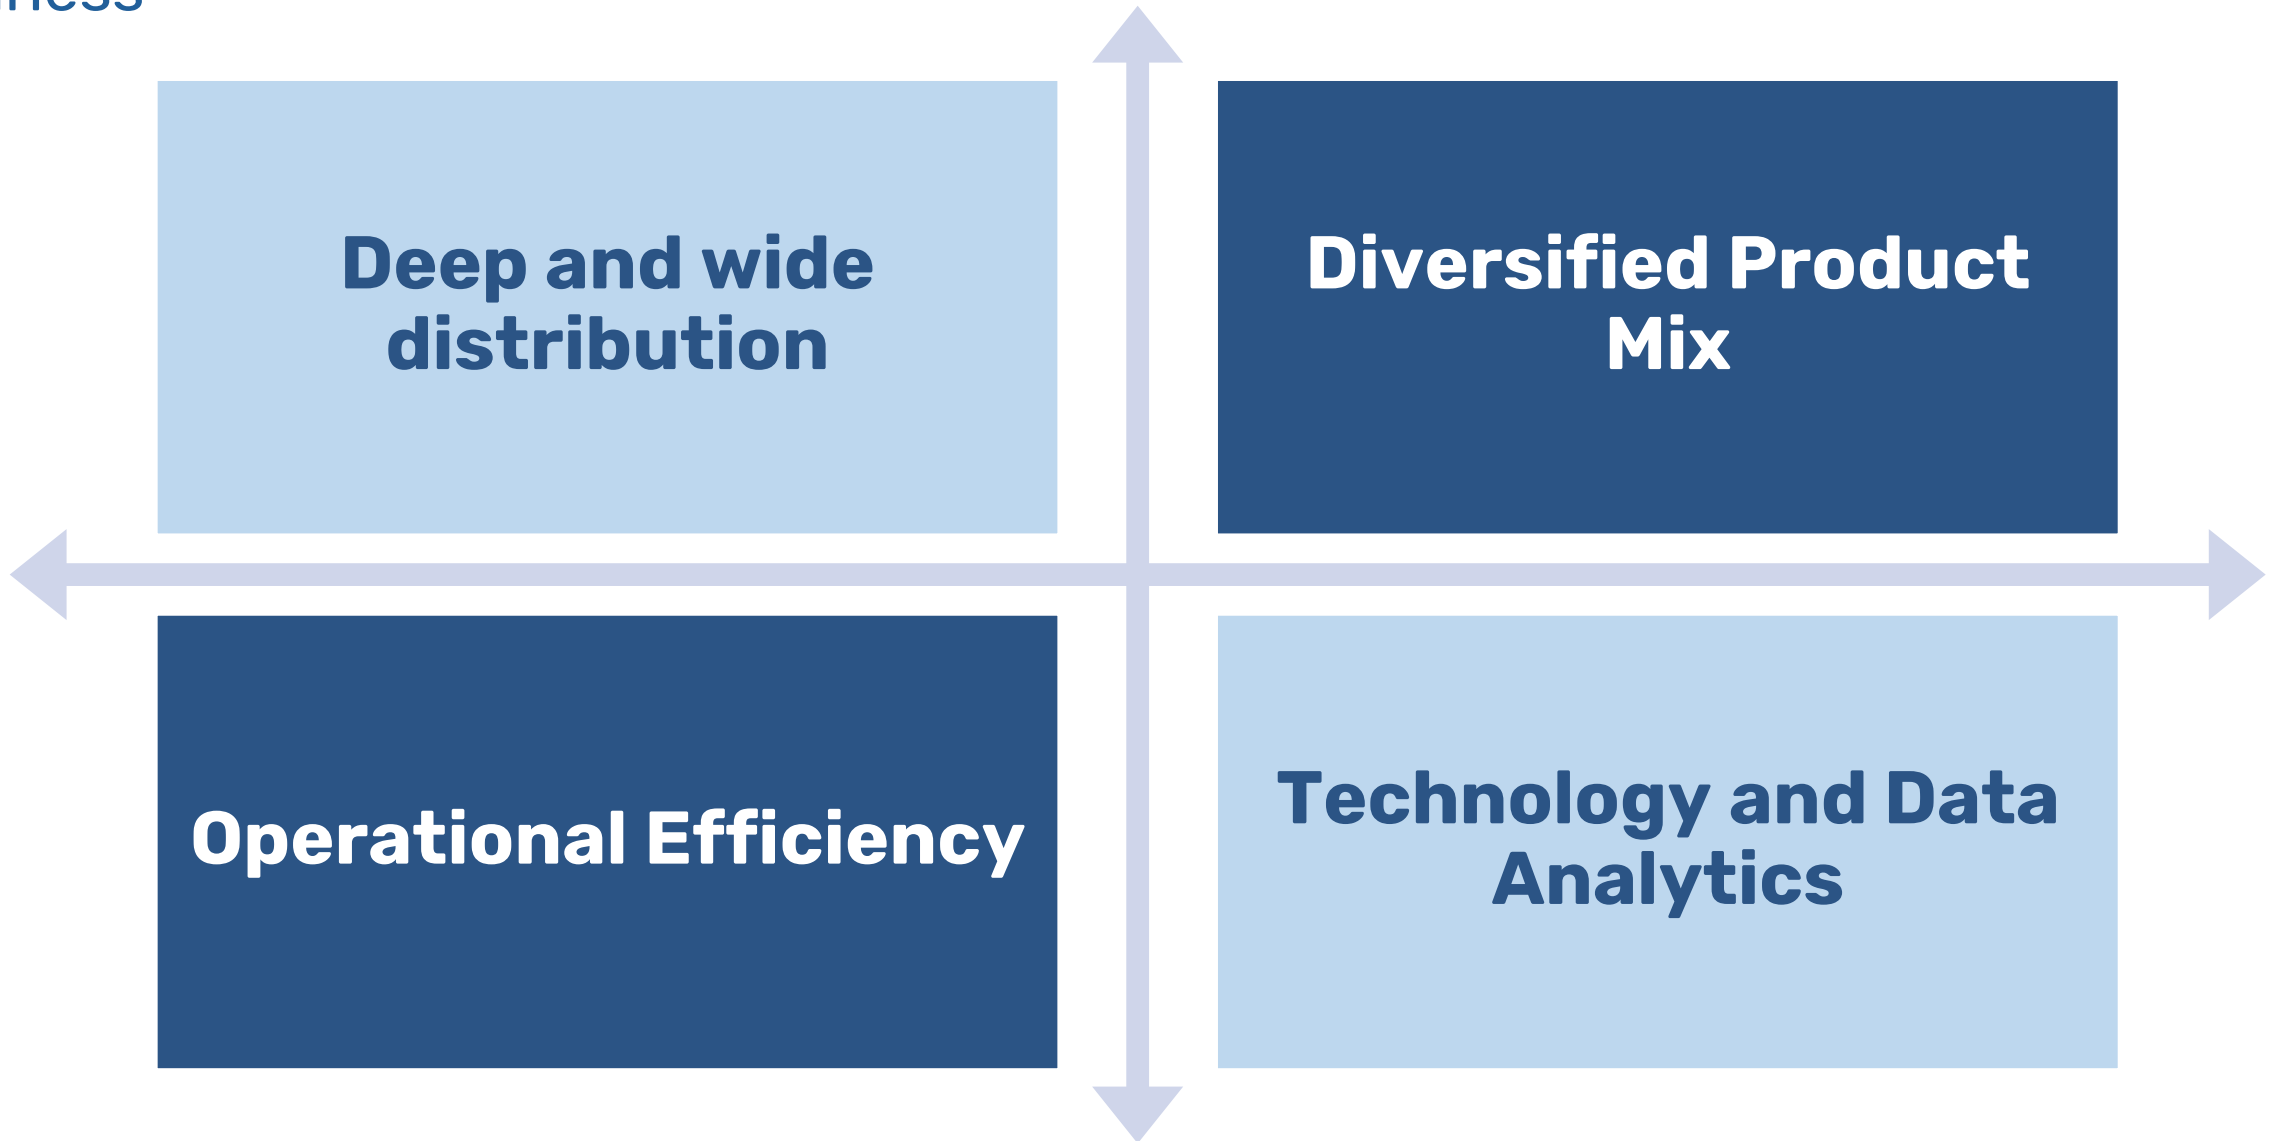 Deep and wide
distribution
Diversified Product
Mix
Operational Efficiency
Technology and Data
Analytics